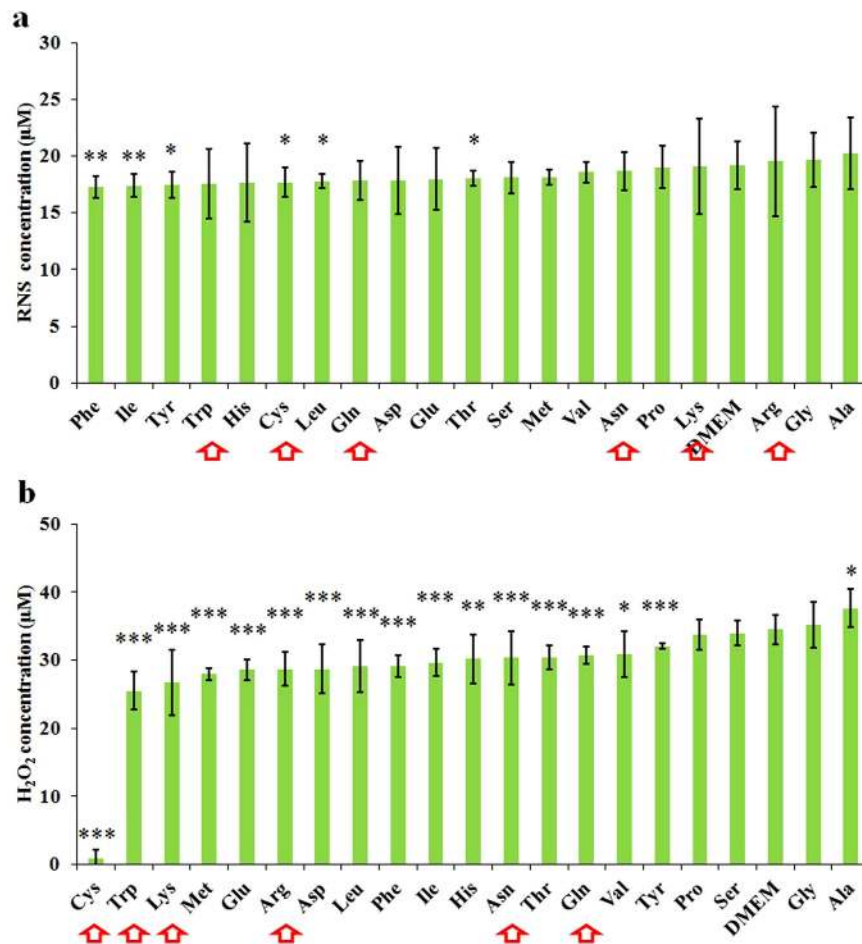 a
30
25
20
15
10
5
0
RNS concentration (µM)
** ** * * * *
Phe Ile Tyr Trp His Cys Leu Gln Asp Glu Thr Ser Met Val Asn Pro Lys DMEM Arg Gly Ala
b
50
40
30
20
10
0
H₂O₂ concentration (µM)
*** *** *** *** *** *** *** *** *** *** ** *** *** *** * *** *
Cys Trp Lys Met Glu Arg Asp Leu Phe Ile His Asn Thr Gln Val Tyr Pro Ser DMEM Gly Ala